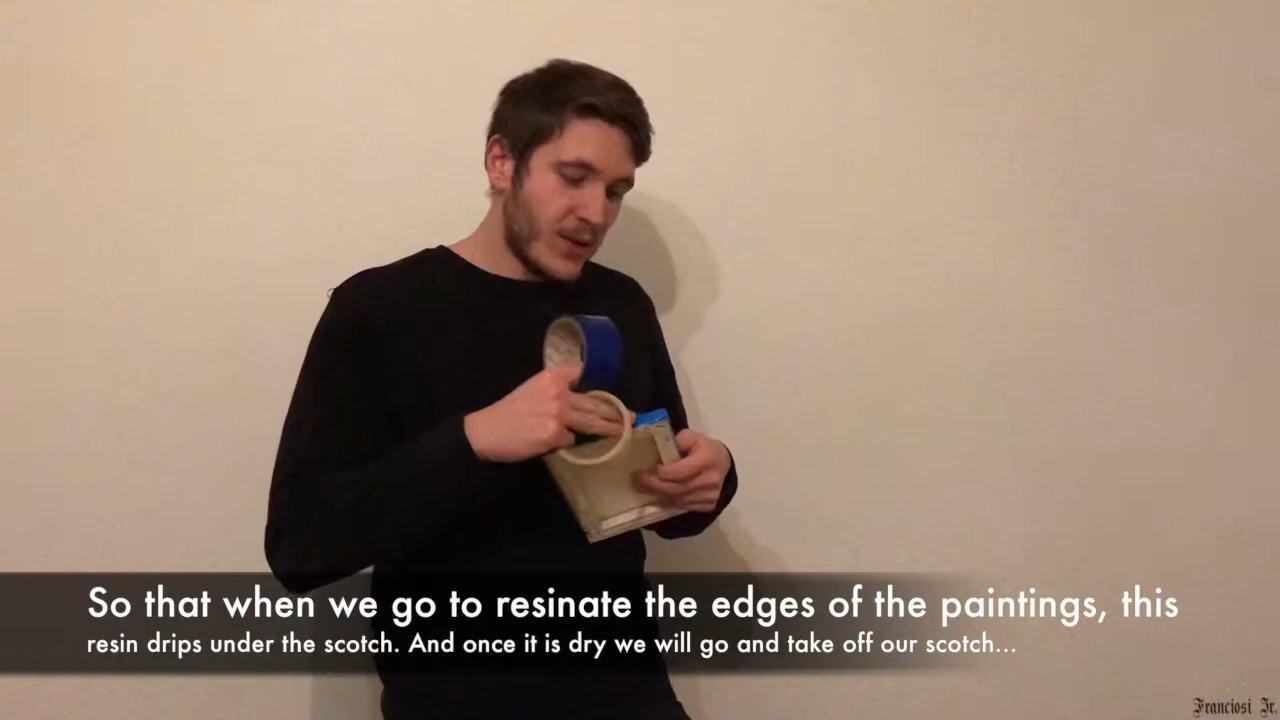 So that when we go to resinate the edges of the paintings, this
resin drips under the scotch. And once it is dry we will go and take off our scotch...
Franciosi Jr.